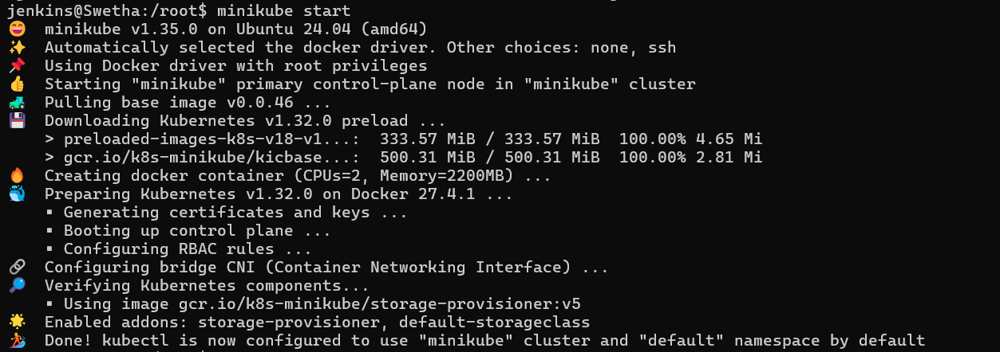 jenkins@Swetha:/root$ minikube start
😄 minikube v1.35.0 on Ubuntu 24.04 (amd64)
✨ Automatically selected the docker driver. Other choices: none, ssh
📌 Using Docker driver with root privileges
👍 Starting "minikube" primary control-plane node in "minikube" cluster
🚜 Pulling base image v0.0.46 ...
💾 Downloading Kubernetes v1.32.0 preload ...
> preloaded-images-k8s-v18-v1...: 333.57 MiB / 333.57 MiB 100.00% 4.65 Mi
> gcr.io/k8s-minikube/kicbase...: 500.31 MiB / 500.31 MiB 100.00% 2.81 Mi
🔥 Creating docker container (CPUs=2, Memory=2200MB) ...
🐳 Preparing Kubernetes v1.32.0 on Docker 27.4.1 ...
▪ Generating certificates and keys ...
▪ Booting up control plane ...
▪ Configuring RBAC rules ...
🔗 Configuring bridge CNI (Container Networking Interface) ...
🔎 Verifying Kubernetes components...
▪ Using image gcr.io/k8s-minikube/storage-provisioner:v5
🌟 Enabled addons: storage-provisioner, default-storageclass
🏄 Done! kubectl is now configured to use "minikube" cluster and "default" namespace by default